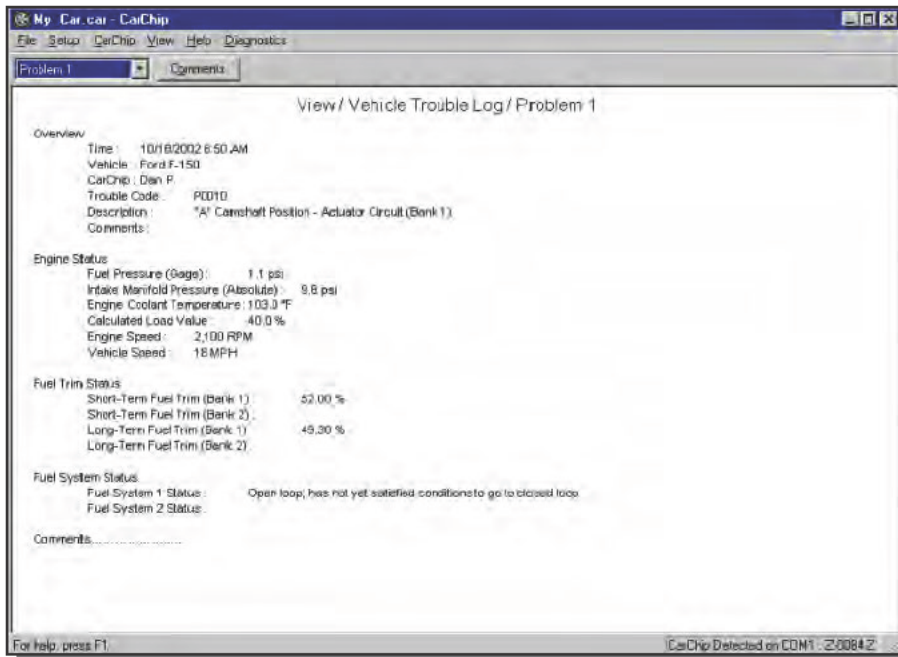 My Car.car - CarChip
File Setup CarChip View Help Diagnostics
Problem 1 Comments
View / Vehicle Trouble Log / Problem 1
Overview
Time : 10/18/2002 6:50 AM
Vehicle : Ford F-150
CarChip : Dan P.
Trouble Code : P0010
Description : "A" Camshaft Position - Actuator Circuit (Bank 1)
Comments :
Engine Status
Fuel Pressure (Gage) : 1.1 psi
Intake Manifold Pressure (Absolute) : 9.8 psi
Engine Coolant Temperature : 103.0 °F
Calculated Load Value : 40.0 %
Engine Speed : 2,100 RPM
Vehicle Speed : 18 MPH
Fuel Trim Status
Short-Term Fuel Trim (Bank 1) : 52.00 %
Short-Term Fuel Trim (Bank 2) :
Long-Term Fuel Trim (Bank 1) : 49.30 %
Long-Term Fuel Trim (Bank 2) :
Fuel System Status
Fuel System 1 Status : Open loop; has not yet satisfied conditions to go to closed loop
Fuel System 2 Status :
Comments........................
For help, press F1 CarChip Detected on COM1 : Z-0084Z